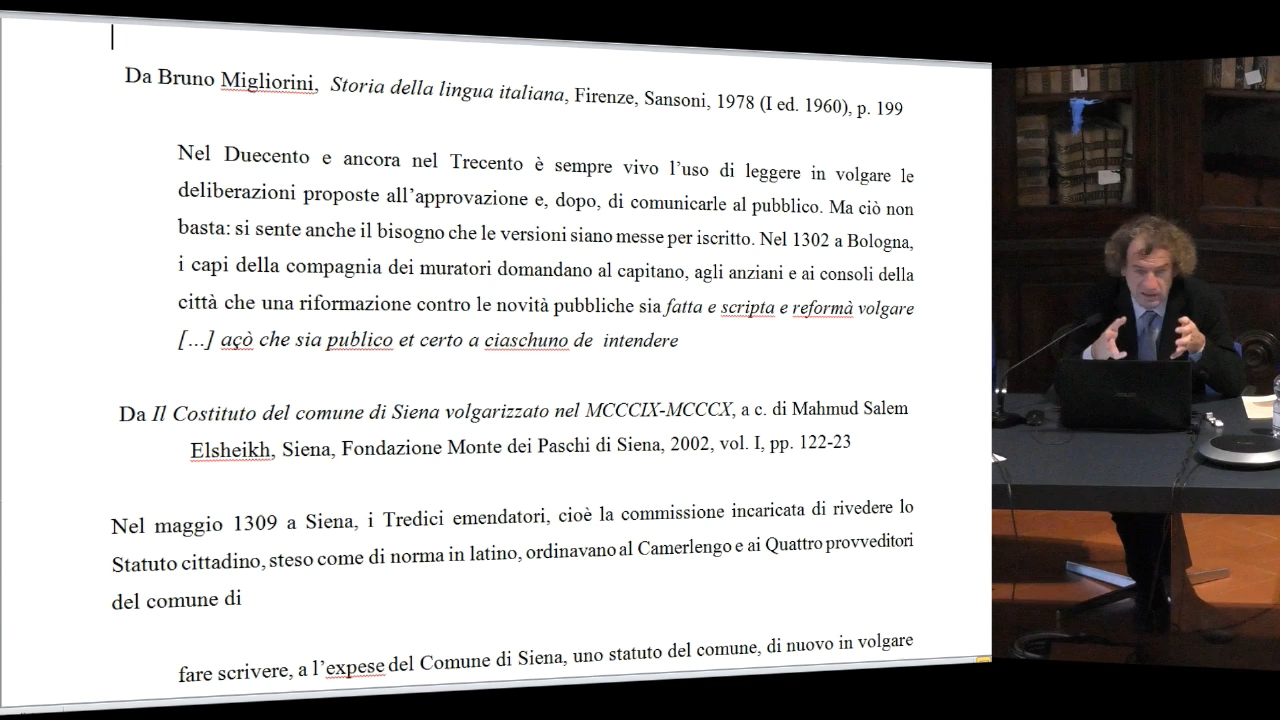 Da Bruno Migliorini, Storia della lingua italiana, Firenze, Sansoni, 1978 (I ed. 1960), p. 199
Nel Duecento e ancora nel Trecento è sempre vivo l’uso di leggere in volgare le
deliberazioni proposte all’approvazione e, dopo, di comunicarle al pubblico. Ma ciò non
basta: si sente anche il bisogno che le versioni siano messe per iscritto. Nel 1302 a Bologna,
i capi della compagnia dei muratori domandano al capitano, agli anziani e ai consoli della
città che una riformazione contro le novità pubbliche sia fatta e scripta e reformà volgare
[…] açò che sia publico et certo a ciaschuno de intendere
Da Il Costituto del comune di Siena volgarizzato nel MCCCIX-MCCCX, a c. di Mahmud Salem
Elsheikh, Siena, Fondazione Monte dei Paschi di Siena, 2002, vol. I, pp. 122-23
Nel maggio 1309 a Siena, i Tredici emendatori, cioè la commissione incaricata di rivedere lo
Statuto cittadino, steso come di norma in latino, ordinavano al Camerlengo e ai Quattro provveditori
del comune di
fare scrivere, a l’expese del Comune di Siena, uno statuto del comune, di nuovo in volgare